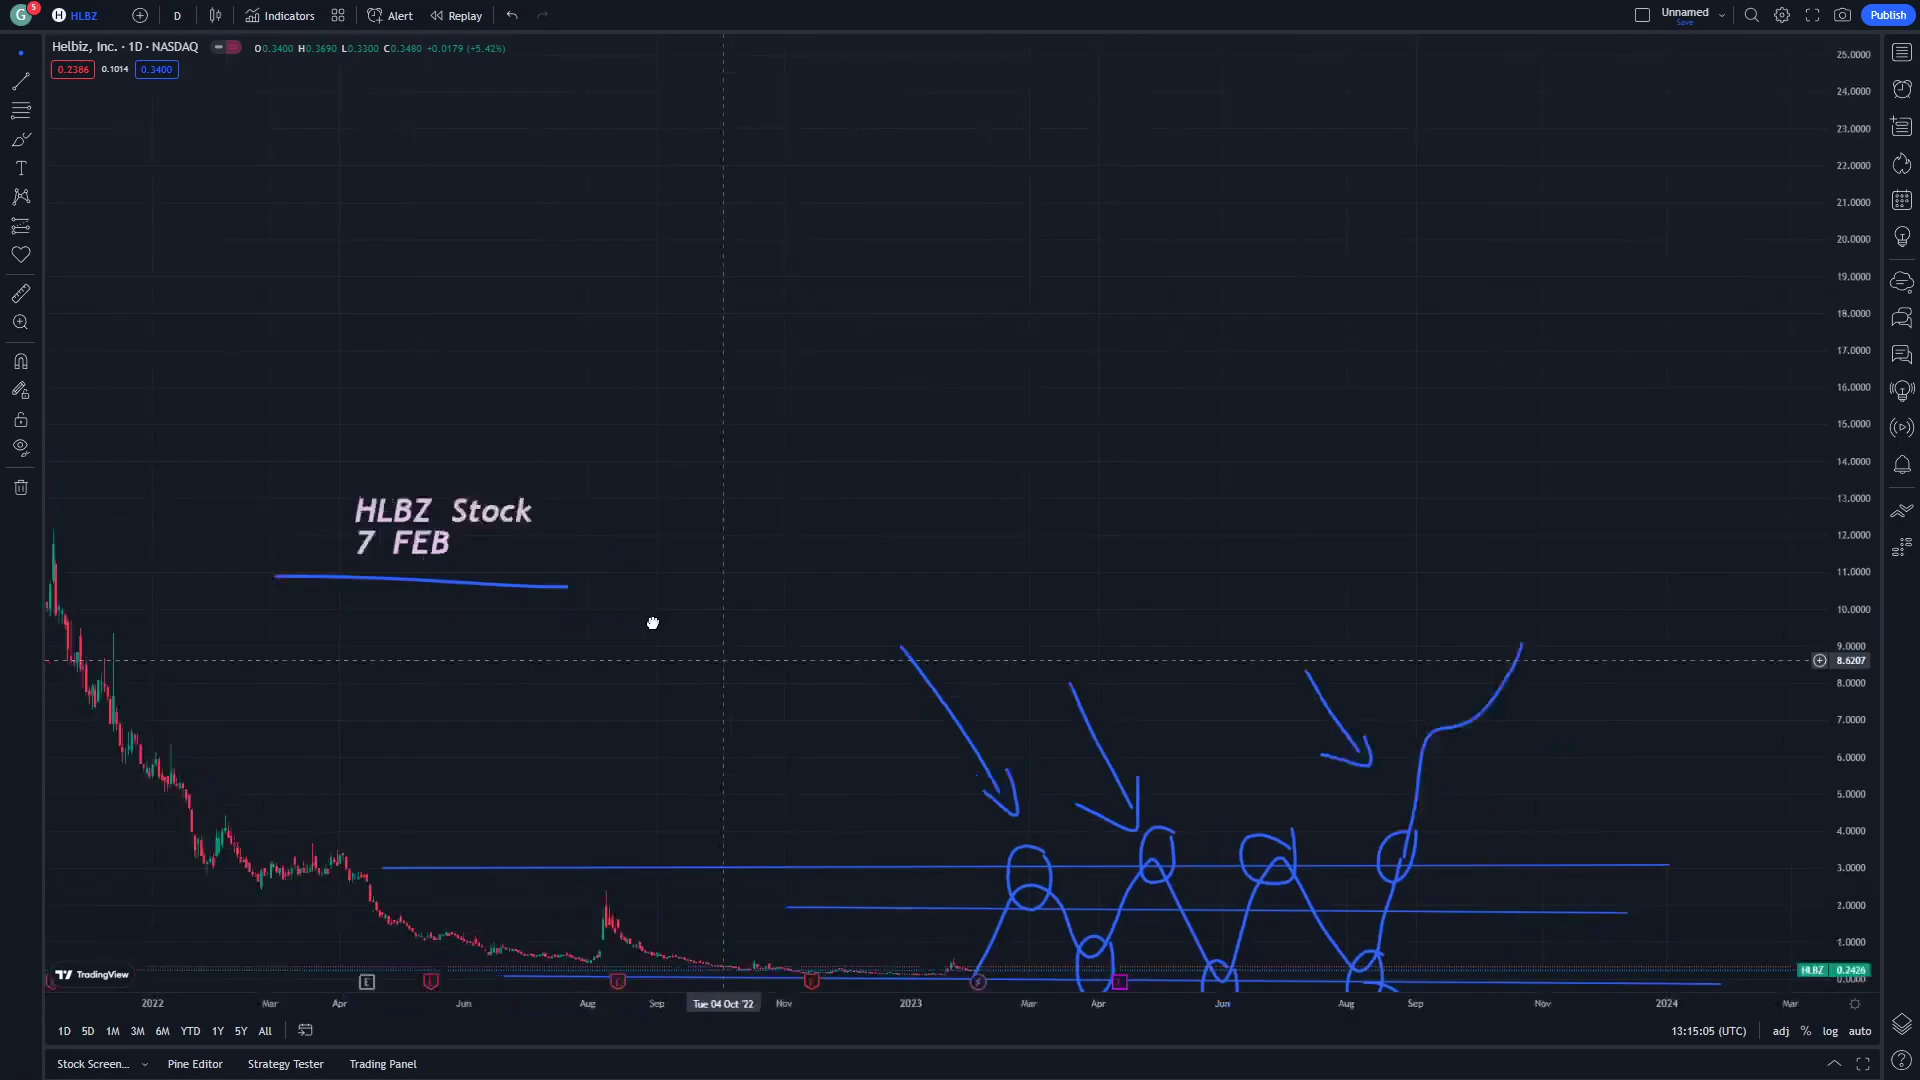 G 5 H HLBZ D Indicators Alert Replay Unnamed Save Publish
Helbiz, Inc. · 1D · NASDAQ O0.3400 H0.3690 L0.3300 C0.3480 +0.0179 (+5.42%)
0.2386 0.1014 0.3400
25.0000
24.0000
23.0000
22.0000
21.0000
20.0000
19.0000
18.0000
17.0000
16.0000
15.0000
14.0000
13.0000
HLBZ Stock
12.0000
7 FEB
11.0000
10.0000
9.0000
8.6207
8.0000
7.0000
6.0000
5.0000
4.0000
3.0000
2.0000
1.0000
HLBZ 0.2426
TradingView
0.0000
E
2022 Mar Apr Jun Aug Sep Tue 04 Oct '22 Nov 2023 Mar Apr Jun Aug Sep Nov 2024 Mar
1D 5D 1M 3M 6M YTD 1Y 5Y All 13:15:05 (UTC) adj % log auto
Stock Screen... Pine Editor Strategy Tester Trading Panel